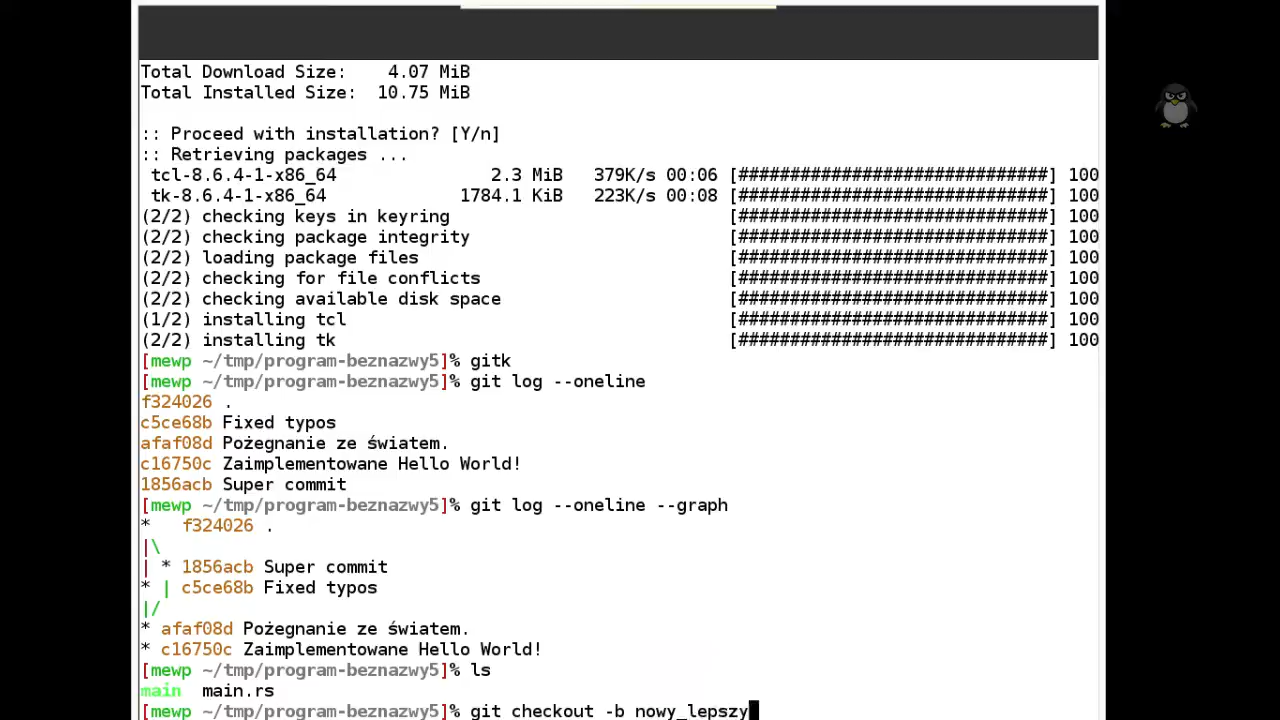 Total Download Size:    4.07 MiB
Total Installed Size:  10.75 MiB
:: Proceed with installation? [Y/n]
:: Retrieving packages ...
 tcl-8.6.4-1-x86_64               2.3 MiB   379K/s 00:06 [##############################] 100
 tk-8.6.4-1-x86_64             1784.1 KiB   223K/s 00:08 [##############################] 100
(2/2) checking keys in keyring                           [##############################] 100
(2/2) checking package integrity                         [##############################] 100
(2/2) loading package files                              [##############################] 100
(2/2) checking for file conflicts                        [##############################] 100
(2/2) checking available disk space                      [##############################] 100
(1/2) installing tcl                                     [##############################] 100
(2/2) installing tk                                      [##############################] 100
[mewp ~/tmp/program-beznazwy5]% gitk
[mewp ~/tmp/program-beznazwy5]% git log --oneline
f324026 .
c5ce68b Fixed typos
afaf08d Pożegnanie ze światem.
c16750c Zaimplementowane Hello World!
1856acb Super commit
[mewp ~/tmp/program-beznazwy5]% git log --oneline --graph
*   f324026 .
|\
| * 1856acb Super commit
* | c5ce68b Fixed typos
|/
* afaf08d Pożegnanie ze światem.
* c16750c Zaimplementowane Hello World!
[mewp ~/tmp/program-beznazwy5]% ls
main  main.rs
[mewp ~/tmp/program-beznazwy5]% git checkout -b nowy_lepszy